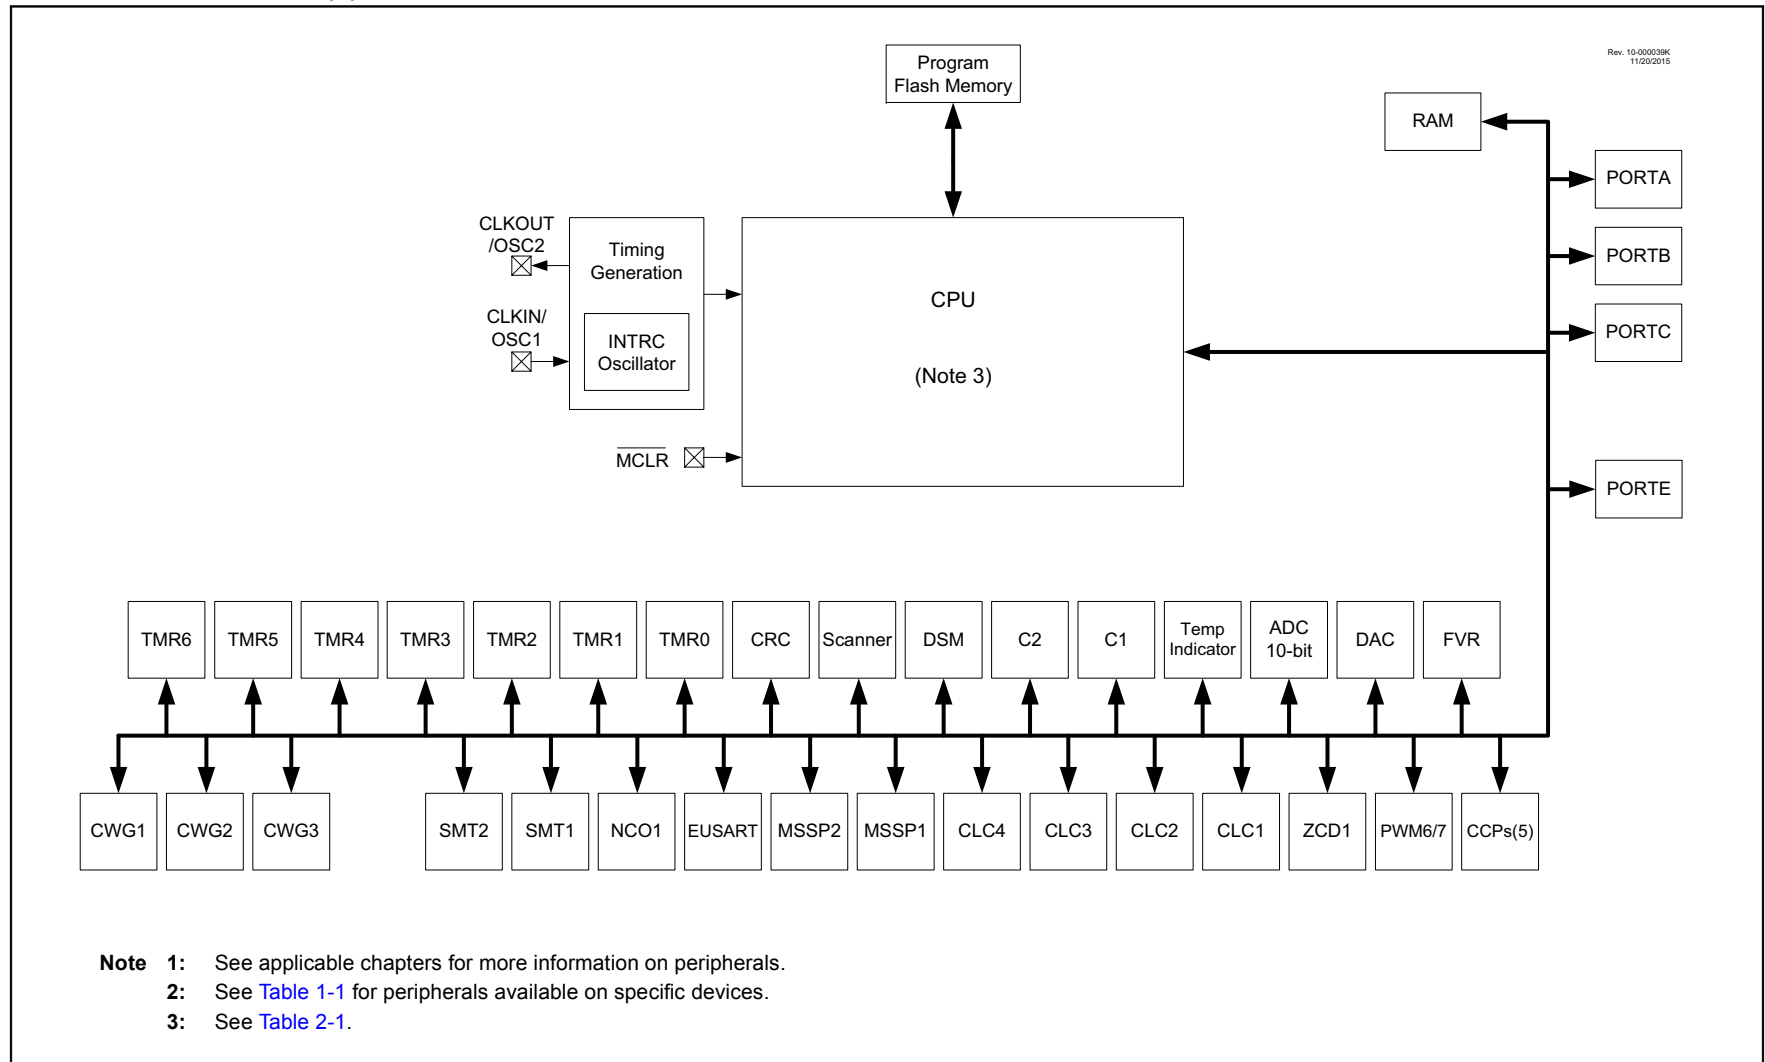 Rev. 10-000039K
11/20/2015
Program
Flash Memory
RAM
PORTA
CLKOUT
/OSC2
Timing
Generation
PORTB
CPU
CLKIN/
OSC1
INTRC
Oscillator
PORTC
(Note 3)
MCLR
PORTE
TMR6
TMR5
TMR4
TMR3
TMR2
TMR1
TMR0
CRC
Scanner
DSM
C2
C1
Temp
Indicator
ADC
10-bit
DAC
FVR
CWG1
CWG2
CWG3
SMT2
SMT1
NCO1
EUSART
MSSP2
MSSP1
CLC4
CLC3
CLC2
CLC1
ZCD1
PWM6/7
CCPs(5)
Note 1: See applicable chapters for more information on peripherals.
2: See Table 1-1 for peripherals available on specific devices.
3: See Table 2-1.